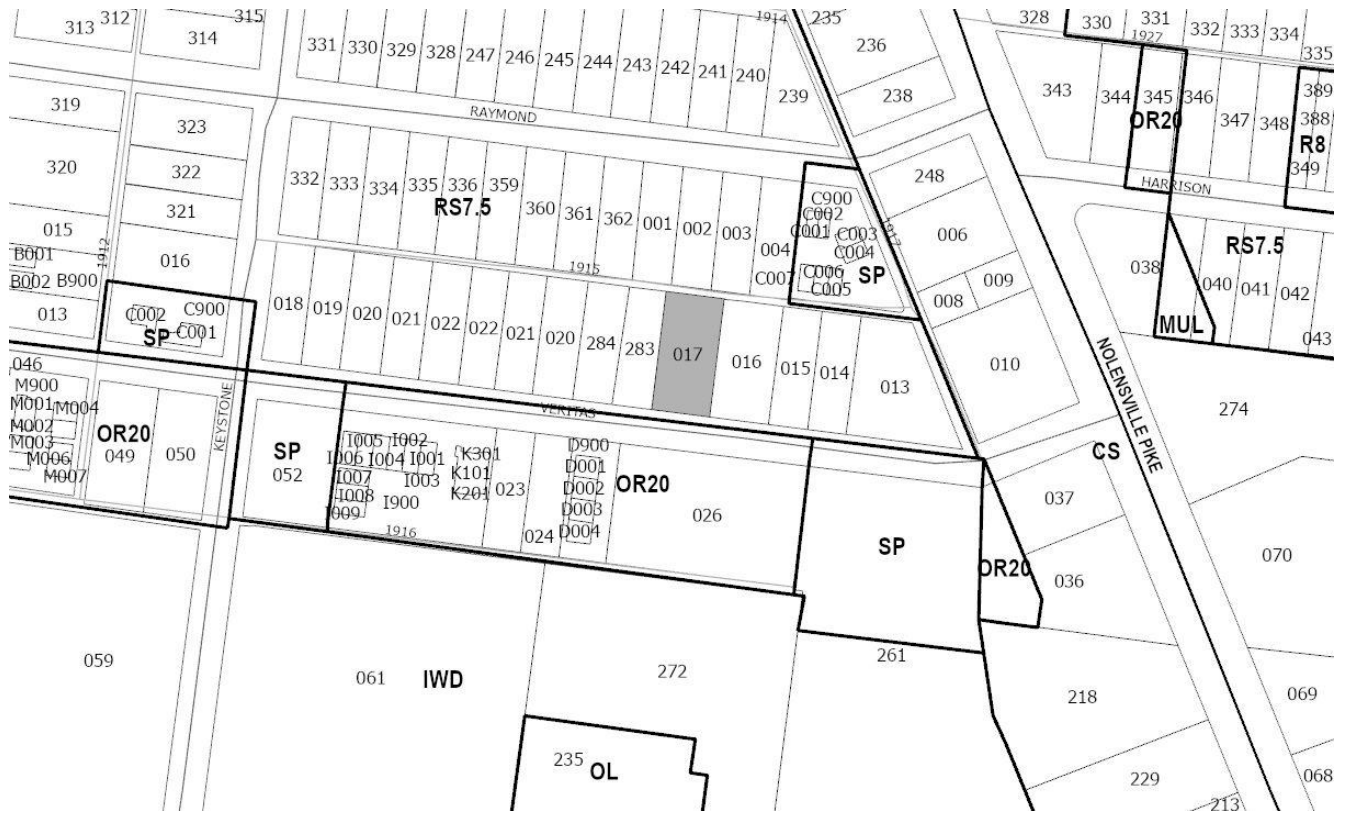 313 312 315
314
331 330 329 328 247 246 245 244 243 242 241 240 239
1914 235
236
238
328 330 331 332 333 334 335
1927
343 344 345 346 347 348 349
OR20
389
388
R8
HARRISON
RAYMOND
319
320
323
322
321
015
016
1912
B001
B002 B900
013
332 333 334 335 336 359 360 361 362 001 002 003 004
RS7.5
1915
C900
C002
C001 C003
C004
C006
C007 C005
SP
1917
248
006
009
008
010
038 040 041 042 043
RS7.5
MUL
C002 C900
C001
SP
018 019 020 021 022 022 021 020 284 283 017 016 015 014 013
VERITAS
KEYSTONE
NOLENSVILLE PIKE
274
046
M900
M001 M004
M002
M003
M006
M007
OR20
049 050
SP
052
I005 I002
I006 I004 I001
I007 I003
I008 I900
I009
K301
K101
K201
023
024
D900
D001
D002
D003
D004
OR20
026
1916
SP
CS
037
OR20
036
070
059
061 IWD
272
261
218
069
235 OL
229
213
068